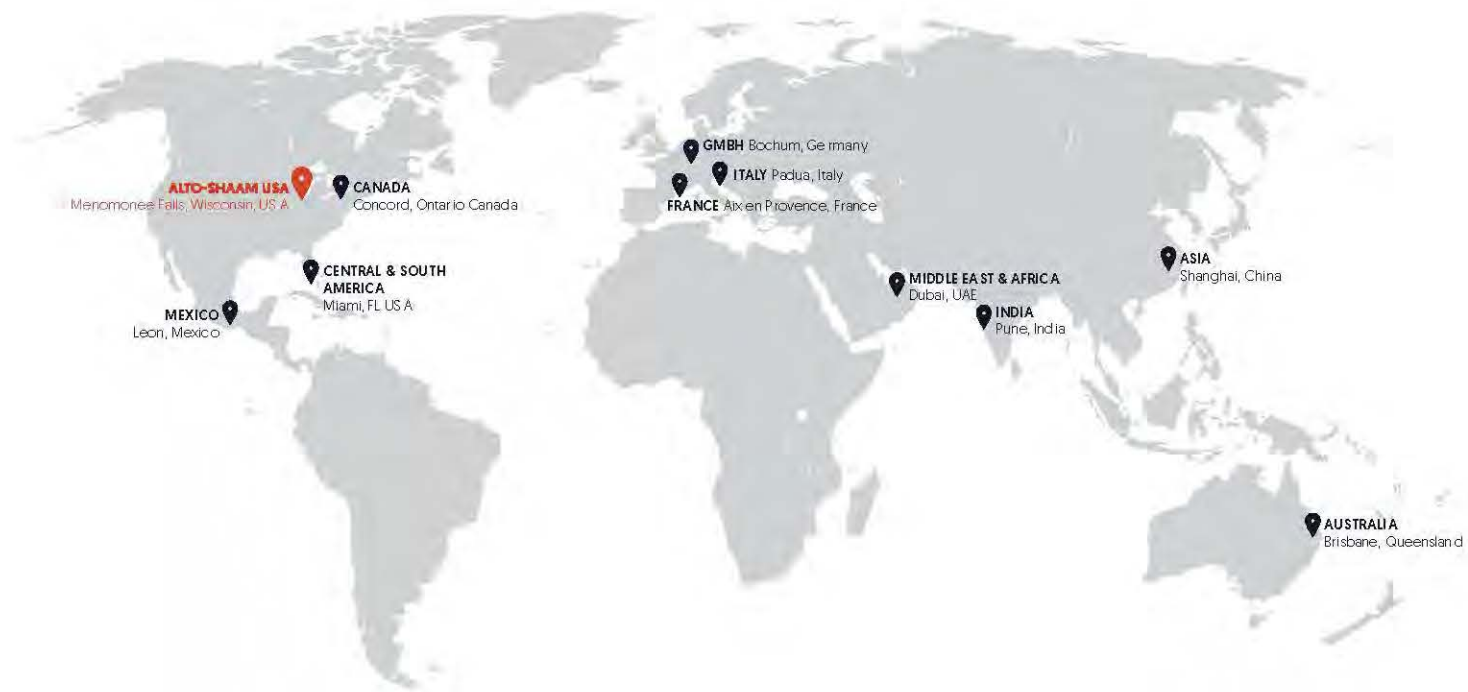 GMBH Bochum, Germany
ITALY Padua, Italy
FRANCE Aix en Provence, France
ALTO-SHAAM USA
Menomonee Falls, Wisconsin, USA
CANADA
Concord, Ontario Canada
CENTRAL & SOUTH
AMERICA
Miami, FL USA
MEXICO
Leon, Mexico
MIDDLE EAST & AFRICA
Dubai, UAE
INDIA
Pune, India
ASIA
Shanghai, China
AUSTRALIA
Brisbane, Queensland